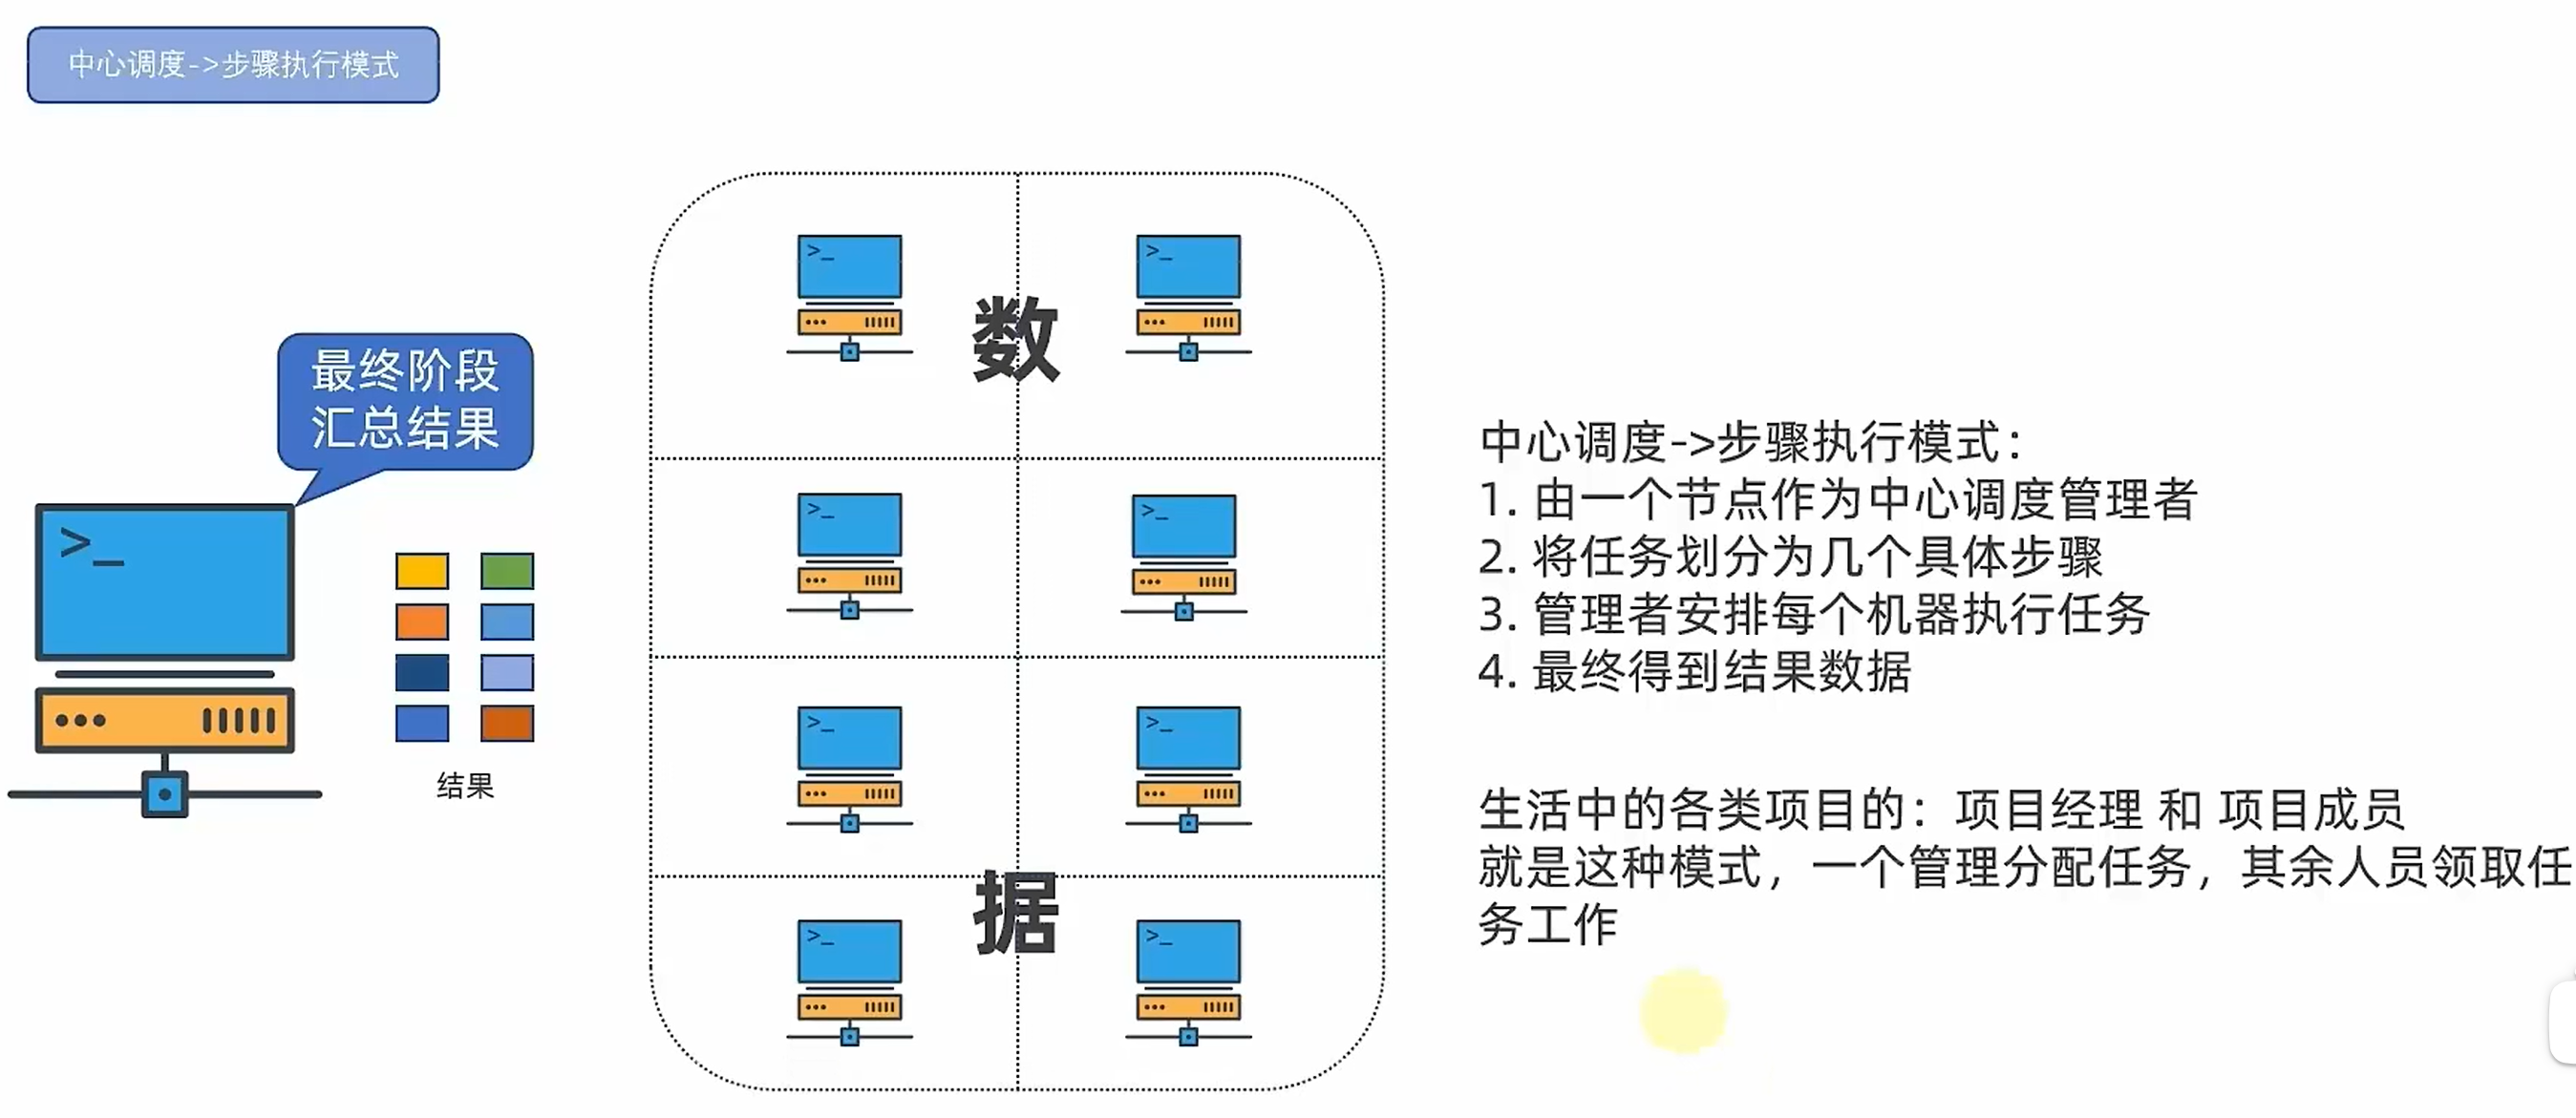 中心调度->步骤执行模式
最终阶段
汇总结果
>_
结果
数
据
>_
>_
>_
>_
>_
>_
>_
>_
中心调度->步骤执行模式：
1. 由一个节点作为中心调度管理者
2. 将任务划分为几个具体步骤
3. 管理者安排每个机器执行任务
4. 最终得到结果数据
生活中的各类项目的：项目经理 和 项目成员
就是这种模式，一个管理分配任务，其余人员领取任
务工作